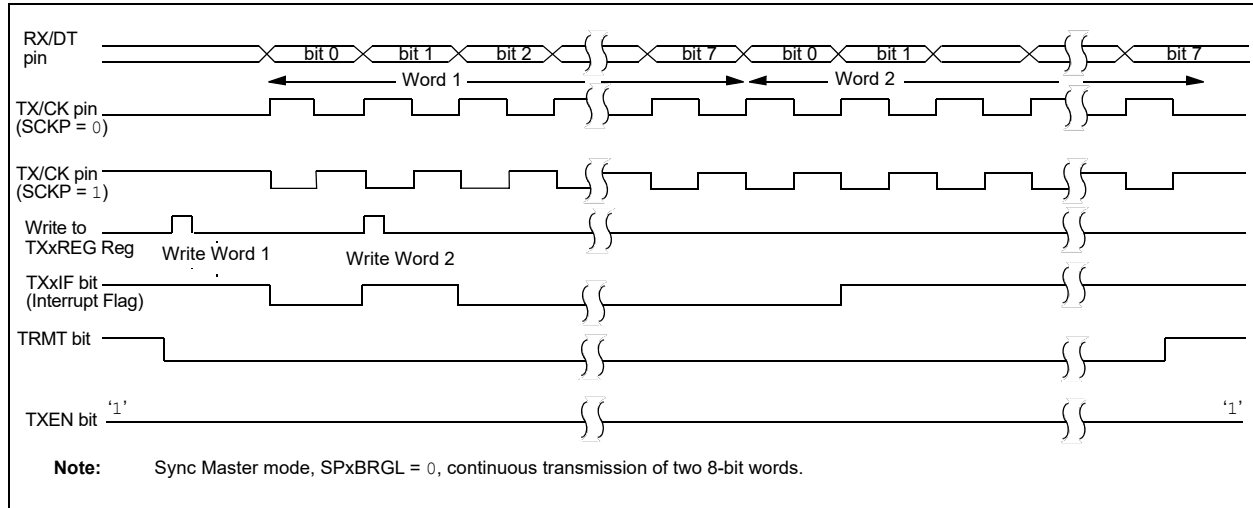 RX/DT
pin
bit 0 bit 1 bit 2 bit 7 bit 0 bit 1 bit 7
Word 1 Word 2
TX/CK pin
(SCKP = 0)
TX/CK pin
(SCKP = 1)
Write to
TXxREG Reg
Write Word 1 Write Word 2
TXxIF bit
(Interrupt Flag)
TRMT bit
TXEN bit
‘1’ ‘1’
Note: Sync Master mode, SPxBRGL = 0, continuous transmission of two 8-bit words.